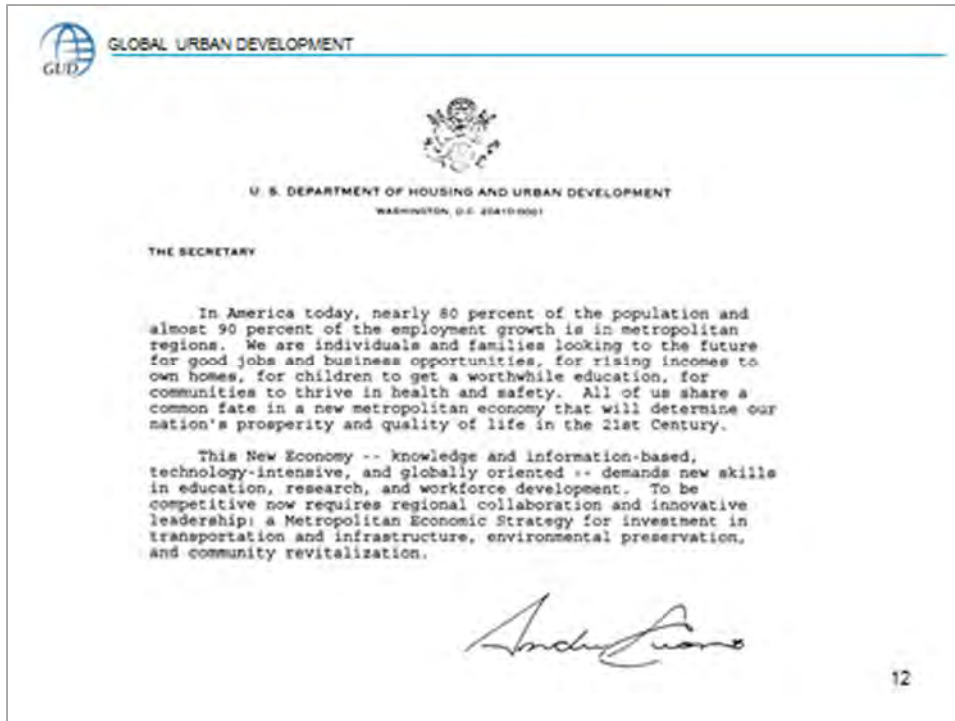 GUD
GLOBAL URBAN DEVELOPMENT
U. S. DEPARTMENT OF HOUSING AND URBAN DEVELOPMENT
WASHINGTON, D.C. 20410-0001
THE SECRETARY
In America today, nearly 80 percent of the population and
almost 90 percent of the employment growth is in metropolitan
regions. We are individuals and families looking to the future
for good jobs and business opportunities, for rising incomes to
own homes, for children to get a worthwhile education, for
communities to thrive in health and safety. All of us share a
common fate in a new metropolitan economy that will determine our
nation's prosperity and quality of life in the 21st Century.
This New Economy -- knowledge and information-based,
technology-intensive, and globally oriented -- demands new skills
in education, research, and workforce development. To be
competitive now requires regional collaboration and innovative
leadership: a Metropolitan Economic Strategy for investment in
transportation and infrastructure, environmental preservation,
and community revitalization.
Andrew Cuomo
12